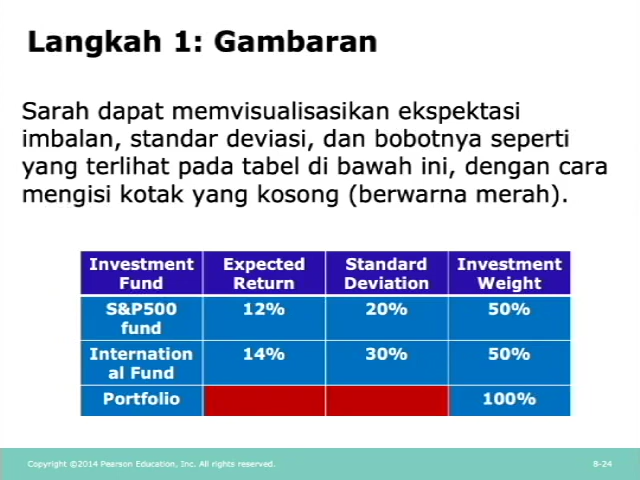 Langkah 1: Gambaran
Sarah dapat memvisualisasikan ekspektasi
imbalan, standar deviasi, dan bobotnya seperti
yang terlihat pada tabel di bawah ini, dengan cara
mengisi kotak yang kosong (berwarna merah).
Investment Fund Expected Return Standard Deviation Investment Weight
S&P500 fund 12% 20% 50%
Internation al Fund 14% 30% 50%
Portfolio 100%
Copyright ©2014 Pearson Education, Inc. All rights reserved. 8-24